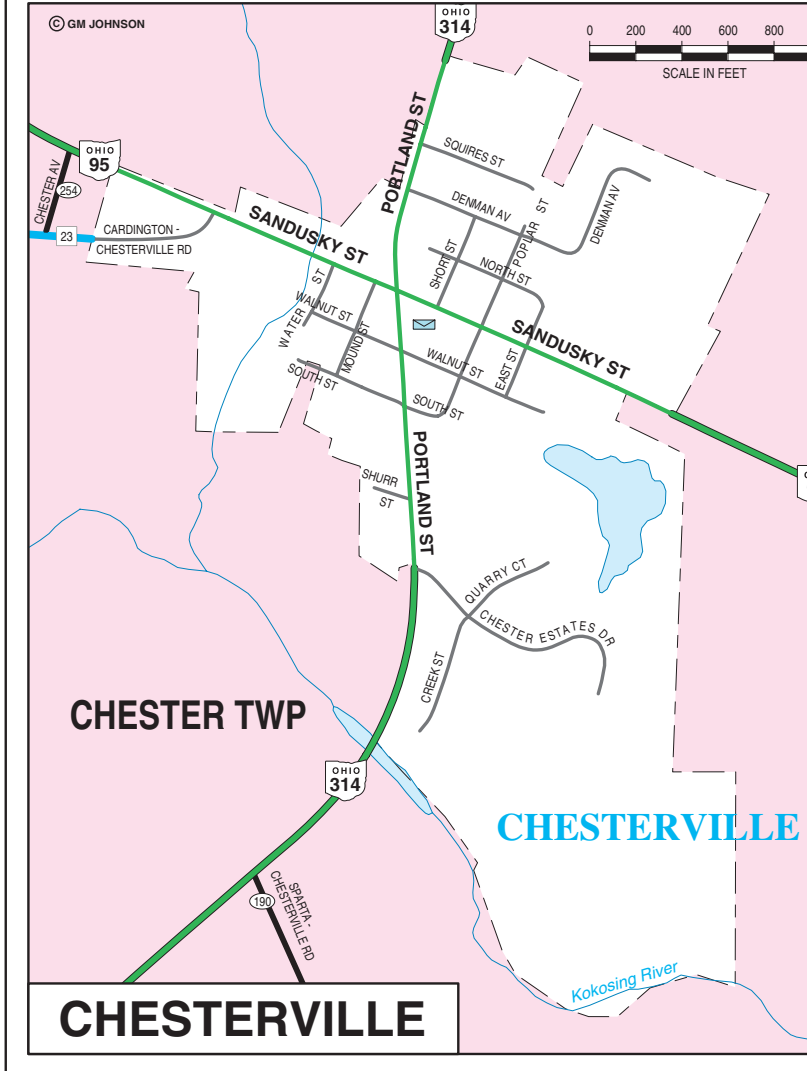 © GM JOHNSON
OHIO
314
0 200 400 600 800
SCALE IN FEET
PORTLAND ST
SQUIRES ST
OHIO
95
CHESTER AV
254
DENMAN AV
POPLAR ST
DENMAN AV
23
CARDINGTON -
CHESTERVILLE RD
SANDUSKY ST
SHORT ST
NORTH ST
WATER ST
WALNUT ST
MOUND ST
SANDUSKY ST
WALNUT ST
EAST ST
SOUTH ST
SOUTH ST
PORTLAND ST
SHURR
ST
QUARRY CT
CHESTER ESTATES DR
CREEK ST
CHESTER TWP
OHIO
314
CHESTERVILLE
190
SPARTA -
CHESTERVILLE RD
Kokosing River
CHESTERVILLE